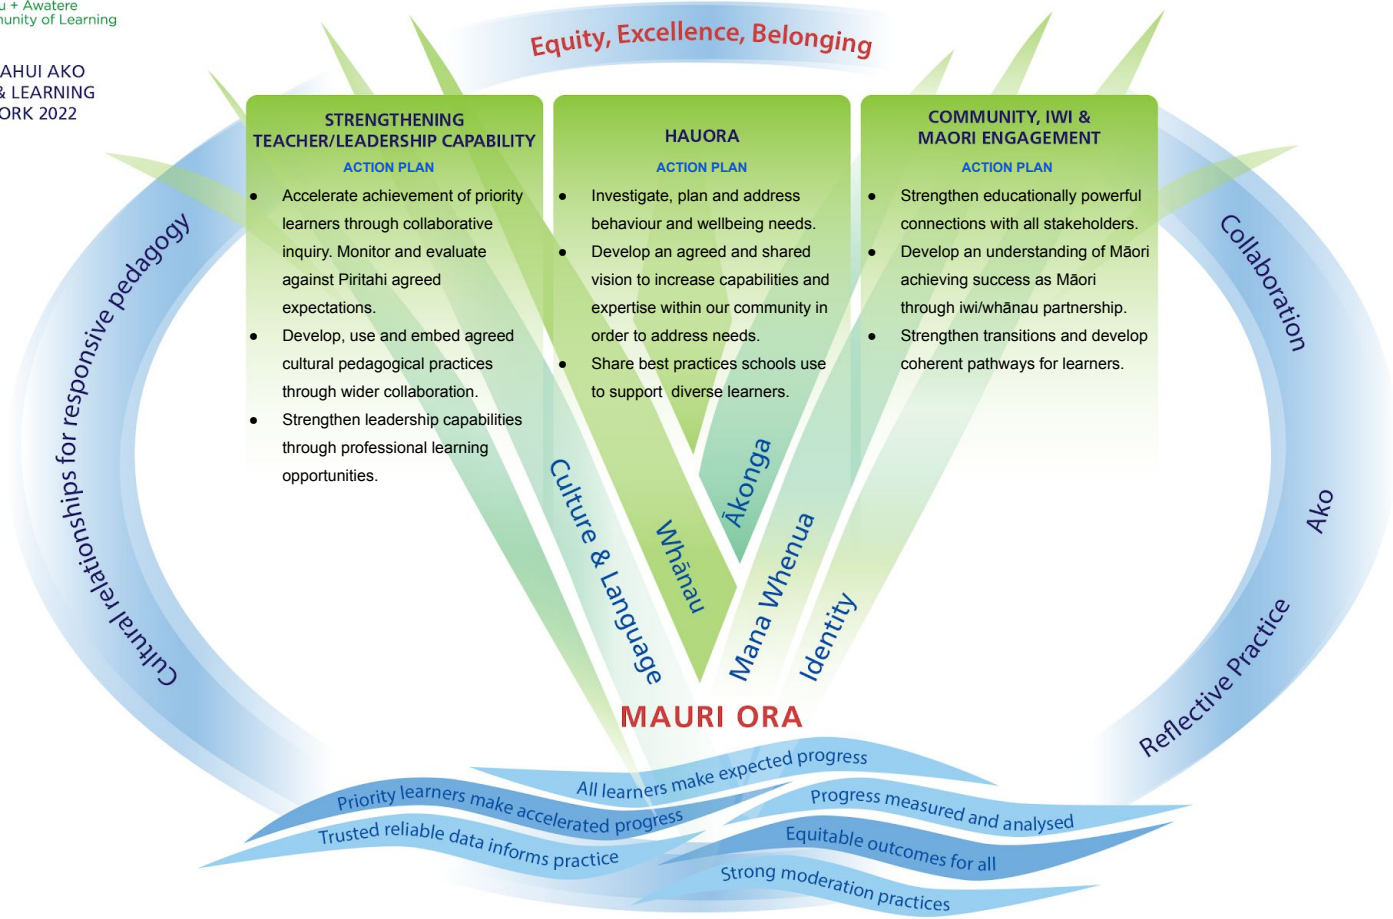 u + Awatere
munity of Learning
AHUI AKO
& LEARNING
ORK 2022
Equity, Excellence, Belonging
STRENGTHENING
TEACHER/LEADERSHIP CAPABILITY
ACTION PLAN
● Accelerate achievement of priority
learners through collaborative
inquiry. Monitor and evaluate
against Piritahi agreed
expectations.
● Develop, use and embed agreed
cultural pedagogical practices
through wider collaboration.
● Strengthen leadership capabilities
through professional learning
opportunities.
HAUORA
ACTION PLAN
● Investigate, plan and address
behaviour and wellbeing needs.
● Develop an agreed and shared
vision to increase capabilities and
expertise within our community in
order to address needs.
● Share best practices schools use
to support diverse learners.
COMMUNITY, IWI &
MAORI ENGAGEMENT
ACTION PLAN
● Strengthen educationally powerful
connections with all stakeholders.
● Develop an understanding of Māori
achieving success as Māori
through iwi/whānau partnership.
● Strengthen transitions and develop
coherent pathways for learners.
Cultural relationships for responsive pedagogy
Collaboration
Ako
Reflective Practice
Culture & Language
Whānau
Ākonga
Mana Whenua
Identity
MAURI ORA
All learners make expected progress
Priority learners make accelerated progress
Progress measured and analysed
Trusted reliable data informs practice
Equitable outcomes for all
Strong moderation practices